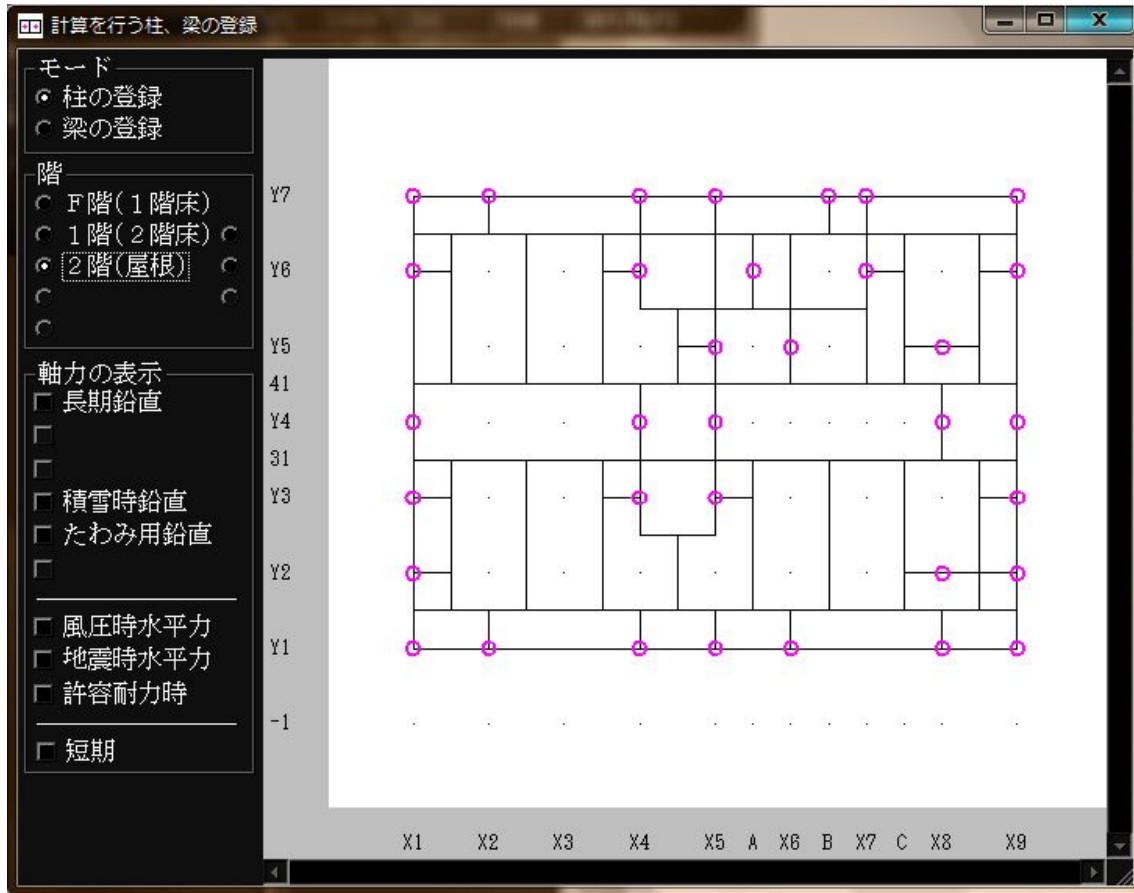 計算を行う柱、梁の登録
モード
柱の登録
梁の登録
階
F階(1階床)
1階(2階床)
2階(屋根)
軸力の表示
長期鉛直
積雪時鉛直
たわみ用鉛直
風圧時水平力
地震時水平力
許容耐力時
短期
Y7
Y6
Y5
41
Y4
31
Y3
Y2
Y1
-1
X1 X2 X3 X4 X5 A X6 B X7 C X8 X9